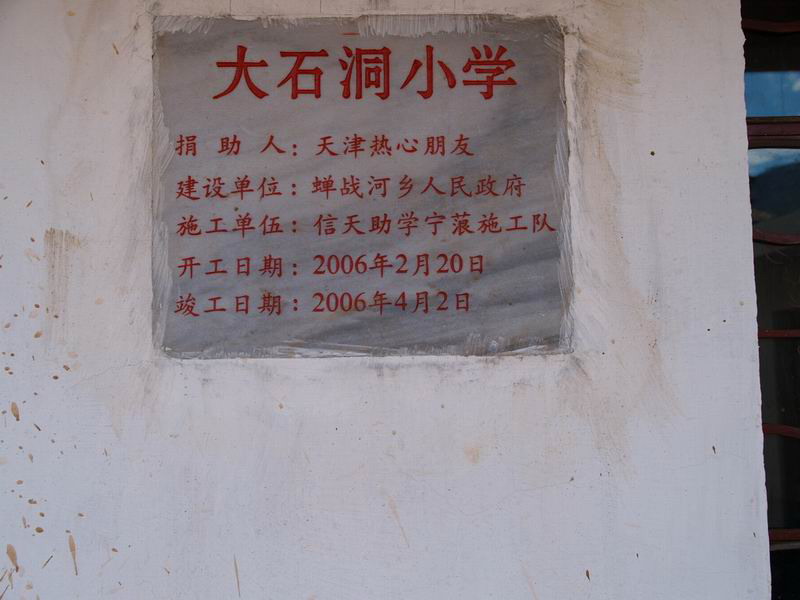 大石洞小学
捐 助 人：天津热心朋友
建设单位：蝉战河乡人民政府
施工单伍：信天助学宁蒗施工队
开工日期：2006年2月20日
竣工日期：2006年4月2日